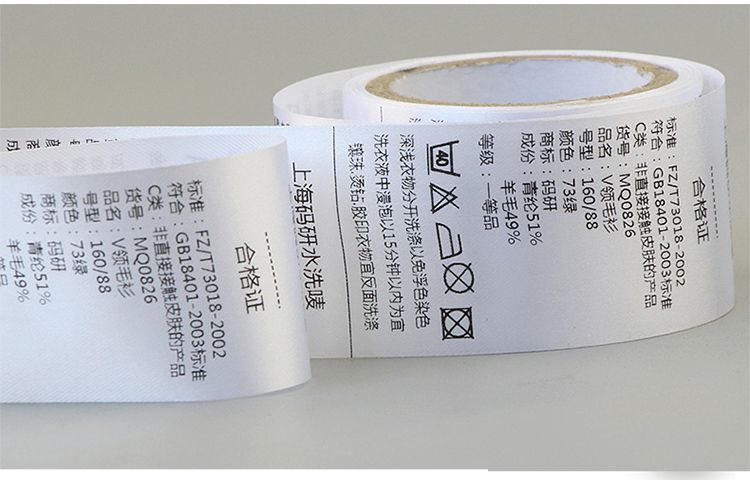 合格证
标准：FZ/T73018-2002
符合：GB18401-2003标准
C类：非直接接触皮肤的产品
货号：MQ0826
品名：V领毛衫
号型：160/88
颜色：73绿
商标：码研
成份：青纶51%
羊毛49%
等级：一等品
40
深浅衣物分开洗涤以免浮色染色
洗衣液中浸泡以15分钟以内为宜
滚珠.烫钻.胶印衣物宜反面洗涤
上海码研水洗唛
合格证
标准：FZ/T73018-2002
符合：GB18401-2003标准
C类：非直接接触皮肤的产品
货号：MQ0826
品名：V领毛衫
号型：160/88
颜色：73绿
商标：码研
成份：青纶51%
羊毛49%